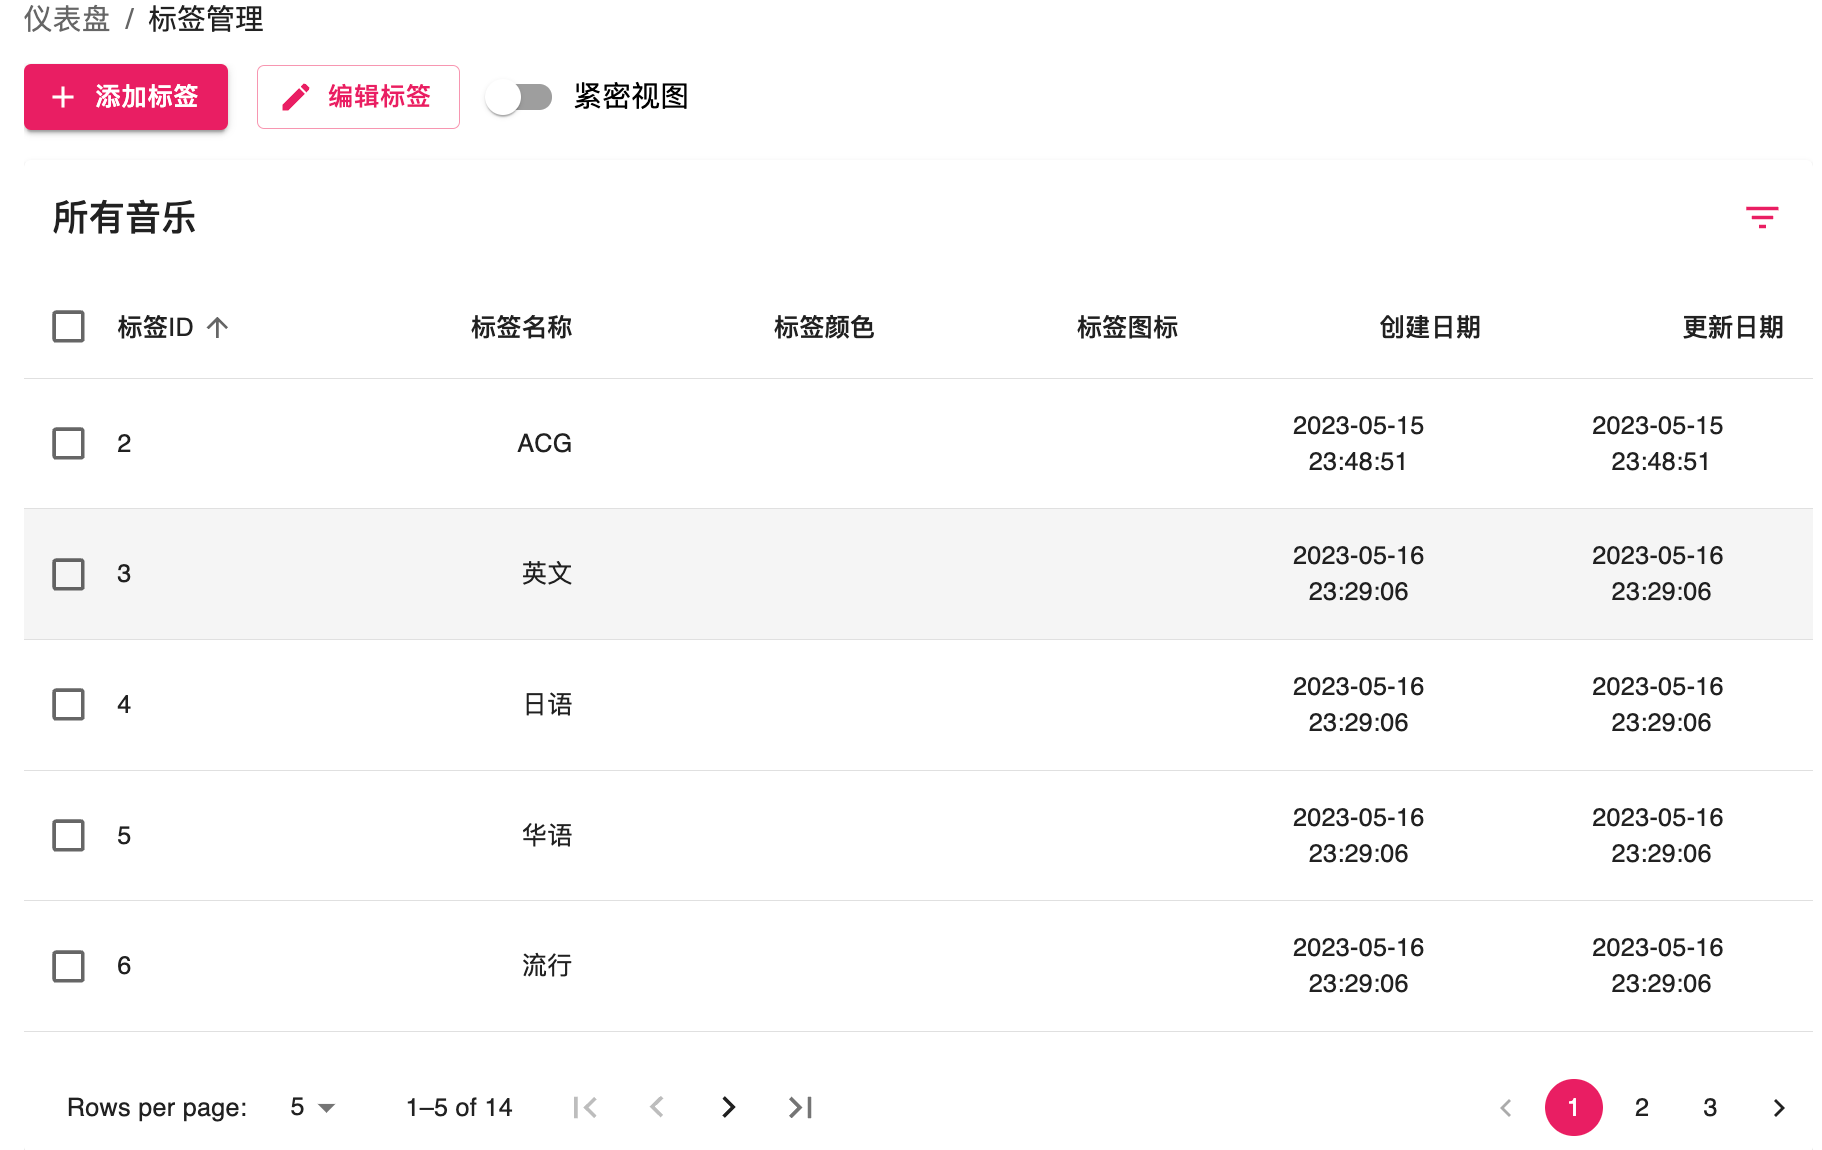 仪表盘 / 标签管理
添加标签 编辑标签 紧密视图
所有音乐
标签ID 标签名称 标签颜色 标签图标 创建日期 更新日期
2 ACG 2023-05-15 23:48:51 2023-05-15 23:48:51
3 英文 2023-05-16 23:29:06 2023-05-16 23:29:06
4 日语 2023-05-16 23:29:06 2023-05-16 23:29:06
5 华语 2023-05-16 23:29:06 2023-05-16 23:29:06
6 流行 2023-05-16 23:29:06 2023-05-16 23:29:06
Rows per page: 5 1–5 of 14 1 2 3